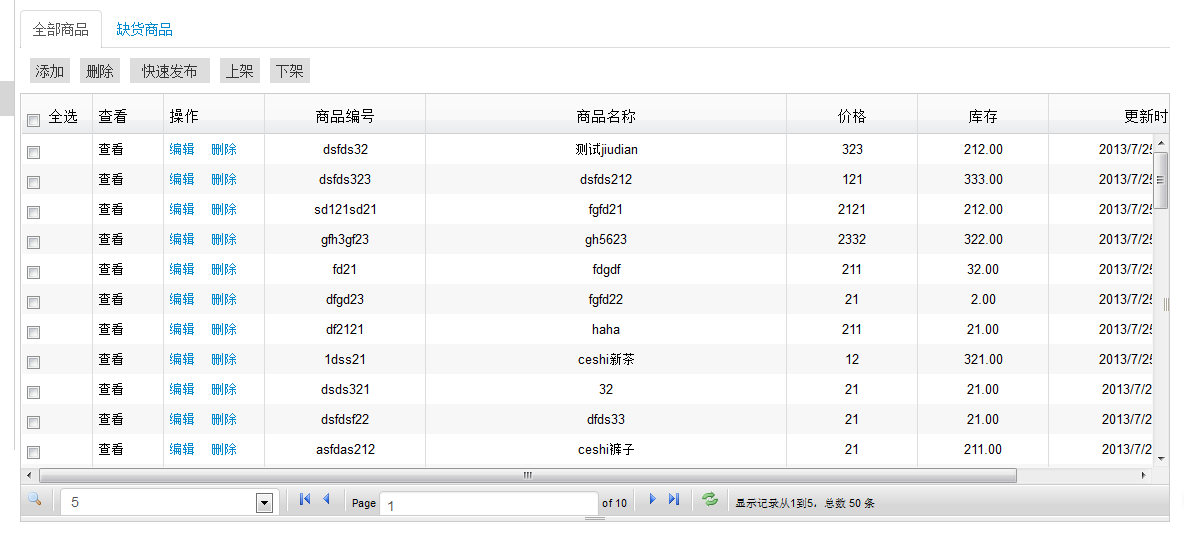 全部商品 缺货商品
添加 删除 快速发布 上架 下架
全选 查看 操作 商品编号 商品名称 价格 库存 更新时
查看 编辑 删除 dsfds32 测试jiudian 323 212.00 2013/7/25
查看 编辑 删除 dsfds323 dsfds212 121 333.00 2013/7/25
查看 编辑 删除 sd121sd21 fgfd21 2121 212.00 2013/7/25
查看 编辑 删除 gfh3gf23 gh5623 2332 322.00 2013/7/25
查看 编辑 删除 fd21 fdgdf 211 32.00 2013/7/25
查看 编辑 删除 dfgd23 fgfd22 21 2.00 2013/7/25
查看 编辑 删除 df2121 haha 211 21.00 2013/7/25
查看 编辑 删除 1dss21 ceshi新茶 12 321.00 2013/7/25
查看 编辑 删除 dsds321 32 21 21.00 2013/7/2
查看 编辑 删除 dsfdsf22 dfds33 21 21.00 2013/7/2
查看 编辑 删除 asfdas212 ceshi裤子 21 211.00 2013/7/2
5 Page 1 of 10 显示记录从1到5，总数 50 条